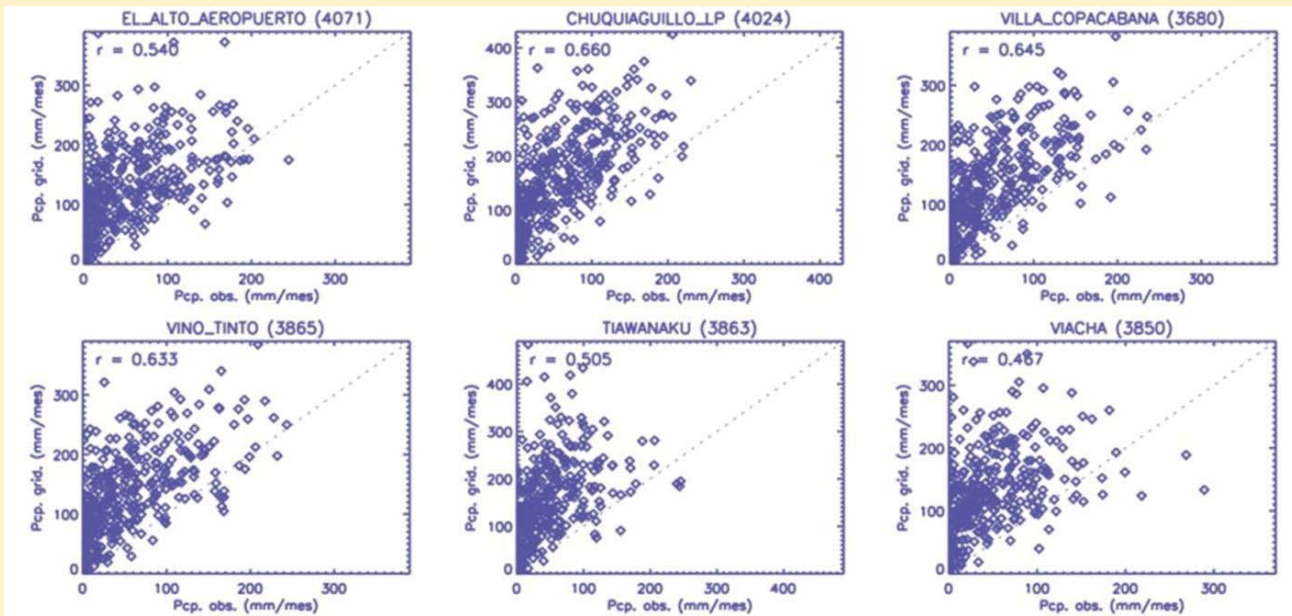 EL_ALTO_AEROPUERTO (4071)
r = 0.540
300
200
100
0
0 100 200 300
Pcp. grid. (mm/mes)
Pcp. obs. (mm/mes)
CHUQUIAGUILLO_LP (4024)
r = 0.660
400
300
200
100
0
0 100 200 300 400
Pcp. grid. (mm/mes)
Pcp. obs. (mm/mes)
VILLA_COPACABANA (3680)
r = 0.645
300
200
100
0
0 100 200 300
Pcp. grid. (mm/mes)
Pcp. obs. (mm/mes)
VINO_TINTO (3865)
r = 0.633
300
200
100
0
0 100 200 300
Pcp. grid. (mm/mes)
Pcp. obs. (mm/mes)
TIAWANAKU (3863)
r = 0.505
400
300
200
100
0
0 100 200 300 400
Pcp. grid. (mm/mes)
Pcp. obs. (mm/mes)
VIACHA (3850)
r = 0.467
300
200
100
0
0 100 200 300
Pcp. grid. (mm/mes)
Pcp. obs. (mm/mes)